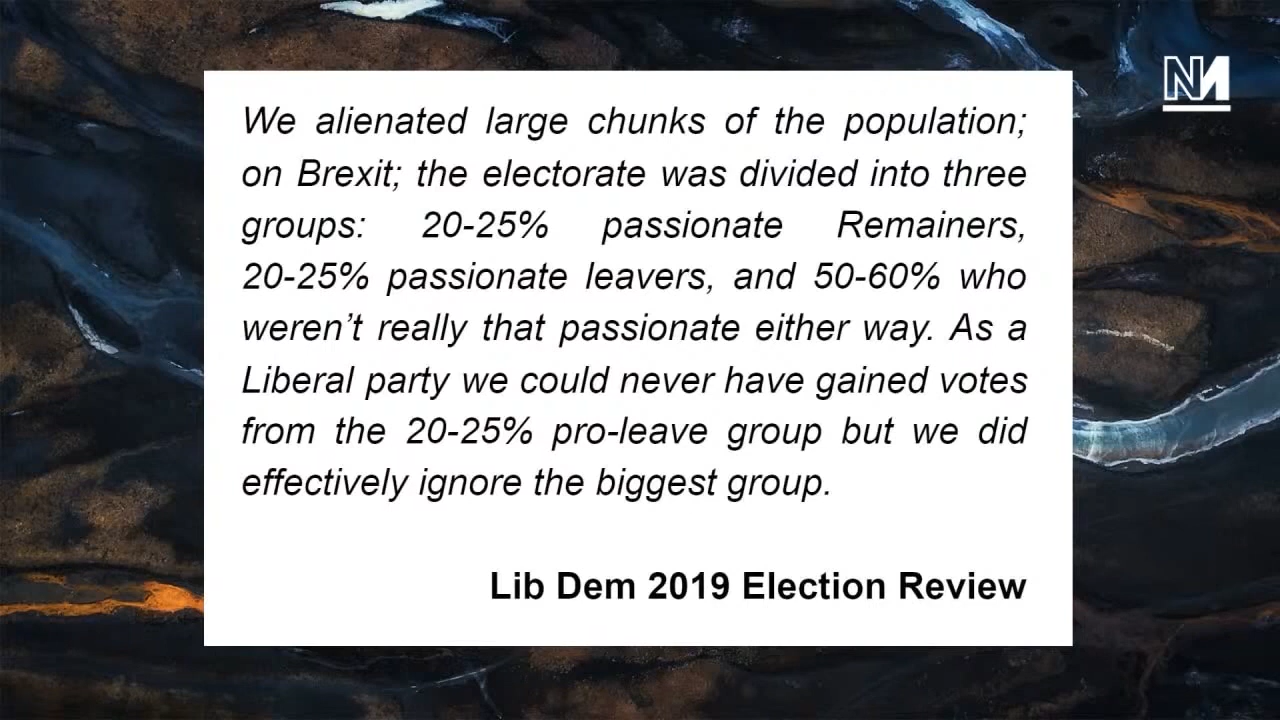 NM
We alienated large chunks of the population;
on Brexit; the electorate was divided into three
groups: 20-25% passionate Remainers,
20-25% passionate leavers, and 50-60% who
weren’t really that passionate either way. As a
Liberal party we could never have gained votes
from the 20-25% pro-leave group but we did
effectively ignore the biggest group.
Lib Dem 2019 Election Review